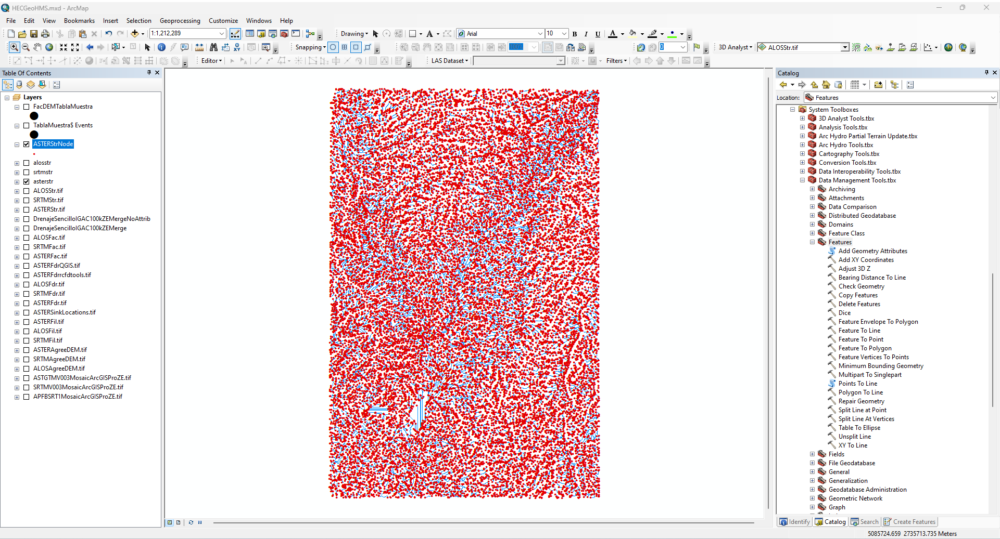 HECGeoHMS.mxd - ArcMap
File Edit View Bookmarks Insert Selection Geoprocessing Customize Windows Help
1:1,212,289 Drawing Arial 10 B I U A
Snapping 100% 0 3D Analyst ALOSStr.tif
Editor LAS Dataset Filters
Table Of Contents
Layers
FacDEMTablaMuestra
TablaMuestra$ Events
ASTERStrNode
alosstr
srtmstr
asterstr
ALOSStr.tif
SRTMStr.tif
ASTERStr.tif
DrenajeSencilloIGAC100kZEMergeNoAttrib
DrenajeSencilloIGAC100kZEMerge
ALOSFac.tif
SRTMFac.tif
ASTERFac.tif
ASTERFdrQGIS.tif
ASTERFdrrcfdtools.tif
ALOSFdr.tif
SRTMFdr.tif
ASTERFdr.tif
ASTERSinkLocations.tif
ASTERFil.tif
ALOSFil.tif
SRTMFil.tif
ASTERAgreeDEM.tif
SRTMAgreeDEM.tif
ALOSAgreeDEM.tif
ASTGTMV003MosaicArcGISProZE.tif
SRTMV003MosaicArcGISProZE.tif
APFBSRT1MosaicArcGISProZE.tif
Catalog
Location: Features
System Toolboxes
3D Analyst Tools.tbx
Analysis Tools.tbx
Arc Hydro Partial Terrain Update.tbx
Arc Hydro Tools.tbx
Cartography Tools.tbx
Conversion Tools.tbx
Data Interoperability Tools.tbx
Data Management Tools.tbx
Archiving
Attachments
Data Comparison
Distributed Geodatabase
Domains
Feature Class
Features
Add Geometry Attributes
Add XY Coordinates
Adjust 3D Z
Bearing Distance To Line
Check Geometry
Copy Features
Delete Features
Dice
Feature Envelope To Polygon
Feature To Line
Feature To Point
Feature To Polygon
Feature Vertices To Points
Minimum Bounding Geometry
Multipart To Singlepart
Points To Line
Polygon To Line
Repair Geometry
Split Line at Point
Split Line At Vertices
Table To Ellipse
Unsplit Line
XY To Line
Fields
File Geodatabase
General
Generalization
Geodatabase Administration
Geometric Network
Graph
Identify Catalog Search Create Features
5085724.659 2735713.735 Meters